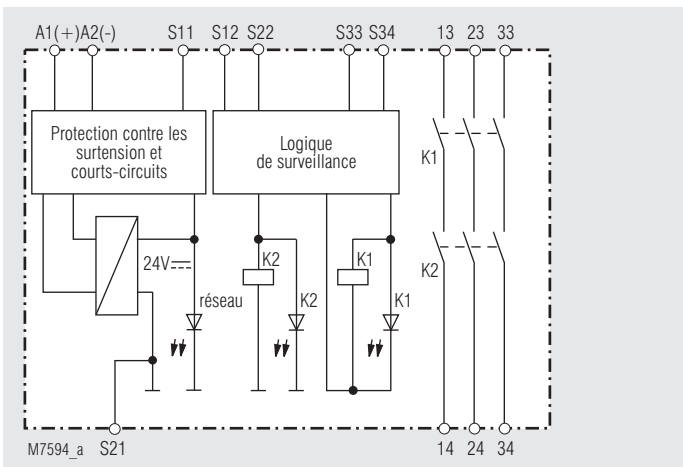 A1(+)A2(-) S11 S12 S22 S33 S34 13 23 33
Protection contre les
surtension et
courts-circuits
Logique
de surveillance
K1
K2
24V
K2
K1
réseau
K2
K1
M7594_a
S21
14 24 34